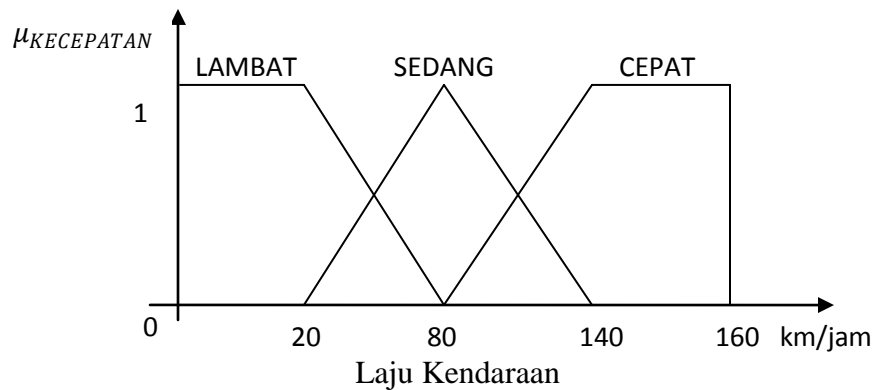 μKECEPATAN
LAMBAT SEDANG CEPAT
1
0 20 80 140 160 km/jam
Laju Kendaraan